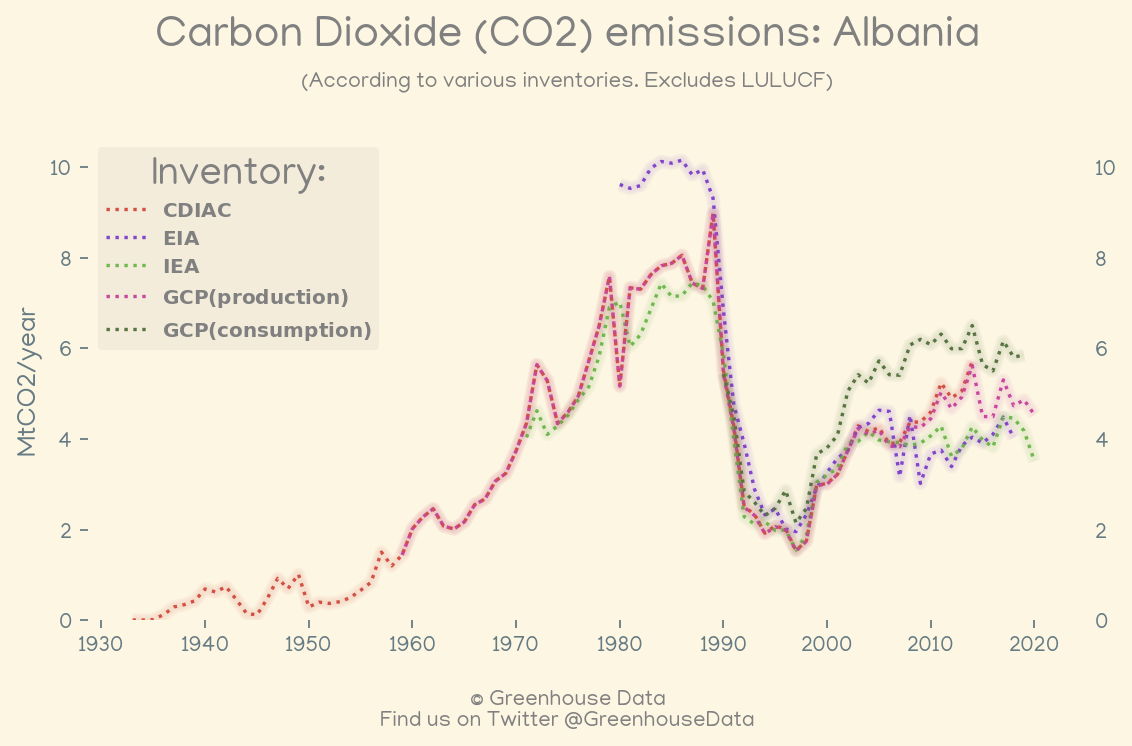 Carbon Dioxide (CO2) emissions: Albania
(According to various inventories. Excludes LULUCF)
Inventory:
CDIAC
EIA
IEA
GCP(production)
GCP(consumption)
MtCO2/year
10
8
6
4
2
0
10
8
6
4
2
0
1930 1940 1950 1960 1970 1980 1990 2000 2010 2020
© Greenhouse Data
Find us on Twitter @GreenhouseData